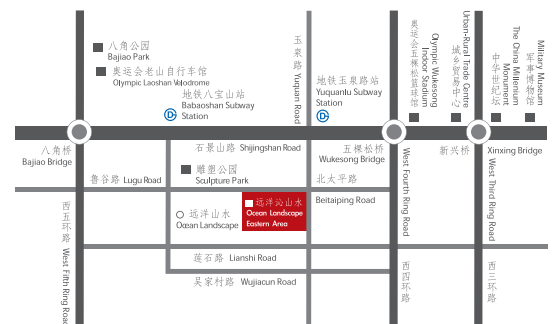 八角公园
Bajiao Park
奥运会老山自行车馆
Olympic Laoshan Velodrome
地铁八宝山站
Babaoshan Subway
Station
玉泉路 Yuquan Road
地铁玉泉路站
Yuquanlu Subway
Station
奥运会五棵松篮球馆
Olympic Wukesong
Indoor Stadium
城乡贸易中心
Urban-Rural Trade Centre
中华世纪坛
The China Millenium
Monument
军事博物馆
Military Museum
八角桥
Bajiao Bridge
石景山路 Shijingshan Road
五棵松桥
Wukesong Bridge
新兴桥
Xinxing Bridge
鲁谷路 Lugu Road
雕塑公园
Sculpture Park
北太平路
Beitaiping Road
远洋山水
Ocean Landscape
远洋沁山水
Ocean Landscape
Eastern Area
莲石路 Lianshi Road
吴家村路 Wujiacun Road
西五环路
West Fifth Ring Road
西四环路
West Fourth Ring Road
西三环路
West Third Ring Road